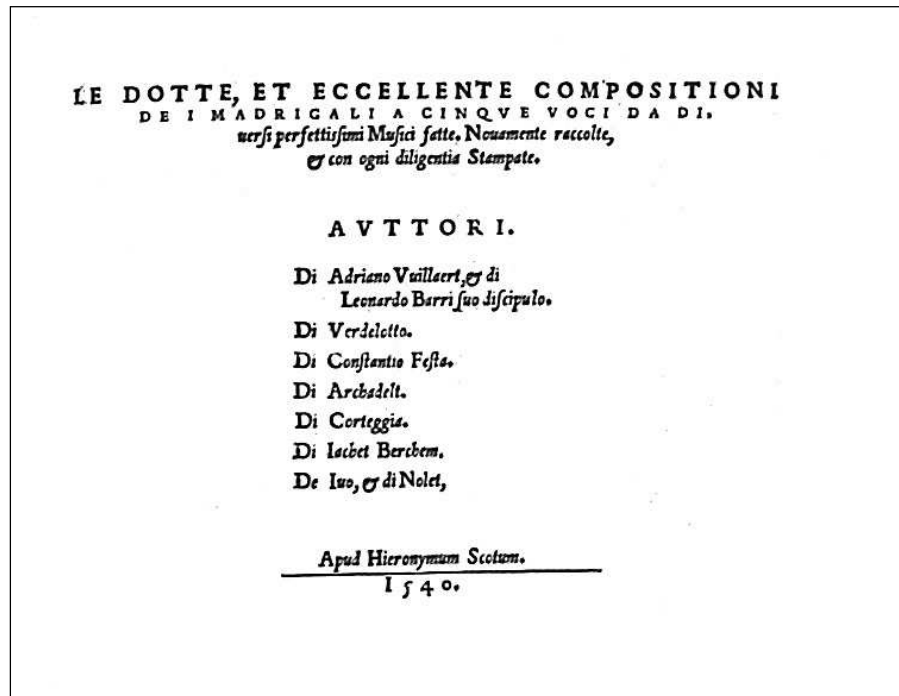 LE DOTTE, ET ECCELLENTE COMPOSITIONI
DE I MADRIGALI A CINQVE VOCI DA DI.
uersi perfettissimi Musici fatte. Nouamente raccolte,
& con ogni diligentia Stampate.
AVTTORI.
Di Adriano Vuillaert, & di
Leonardo Barri suo discipulo.
Di Verdelotto.
Di Constantio Festa.
Di Archadelt.
Di Corteggia.
Di Iachet Berchem.
De Iuo, & di Nolet,
Apud Hieronymum Scotum.
1540.